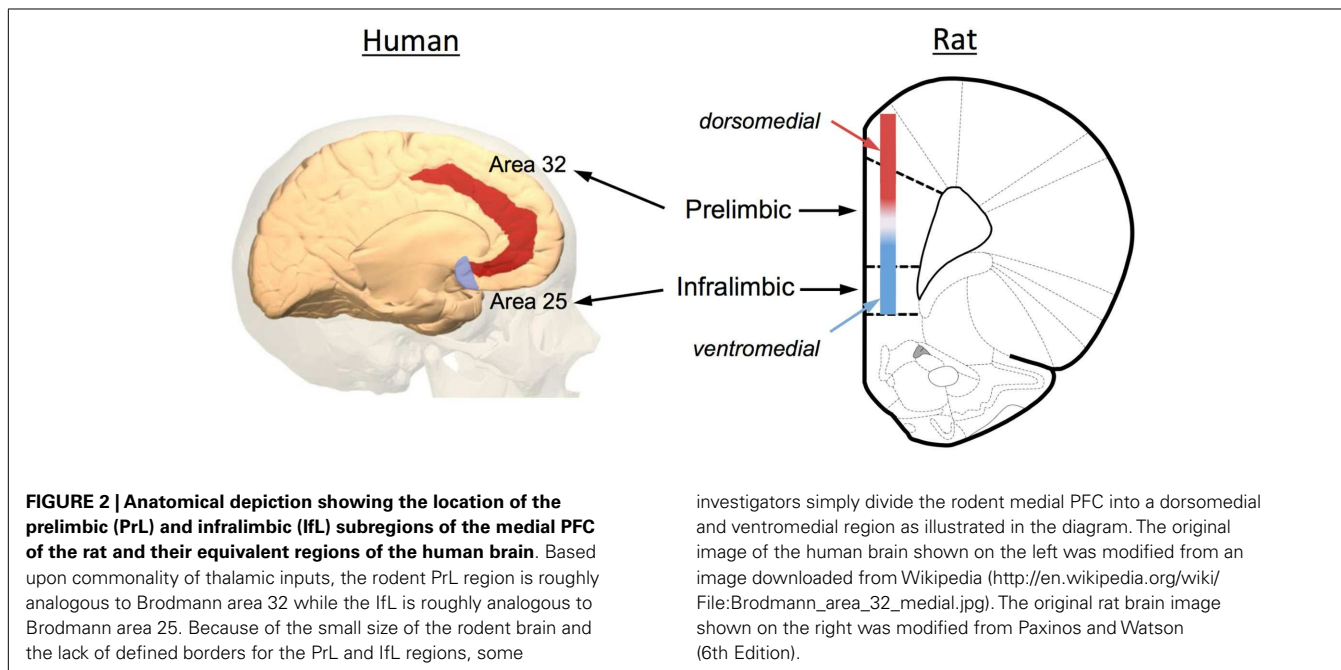 Human
Rat
dorsomedial
Area 32
Prelimbic
Infralimbic
Area 25
ventromedial
FIGURE 2 | Anatomical depiction showing the location of the
prelimbic (PrL) and infralimbic (IfL) subregions of the medial PFC
of the rat and their equivalent regions of the human brain. Based
upon commonality of thalamic inputs, the rodent PrL region is roughly
analogous to Brodmann area 32 while the IfL is roughly analogous to
Brodmann area 25. Because of the small size of the rodent brain and
the lack of defined borders for the PrL and IfL regions, some
investigators simply divide the rodent medial PFC into a dorsomedial
and ventromedial region as illustrated in the diagram. The original
image of the human brain shown on the left was modified from an
image downloaded from Wikipedia (http://en.wikipedia.org/wiki/
File:Brodmann_area_32_medial.jpg). The original rat brain image
shown on the right was modified from Paxinos and Watson
(6th Edition).